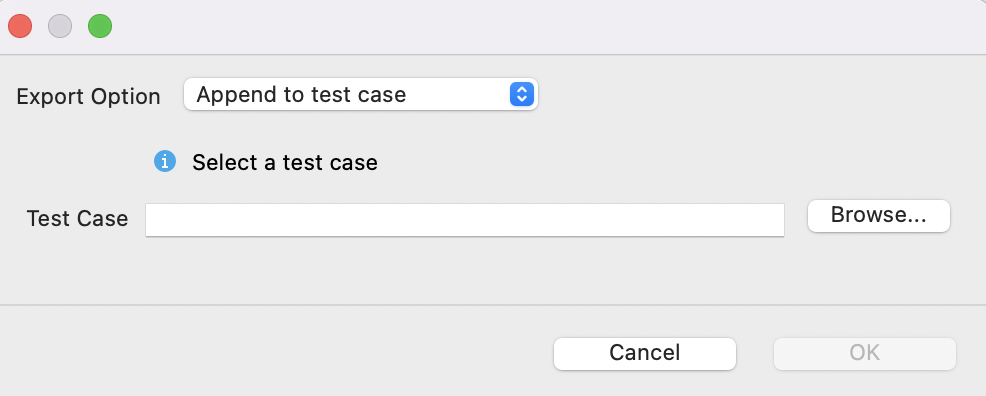 Export Option Append to test case
Select a test case
Test Case Browse...
Cancel OK